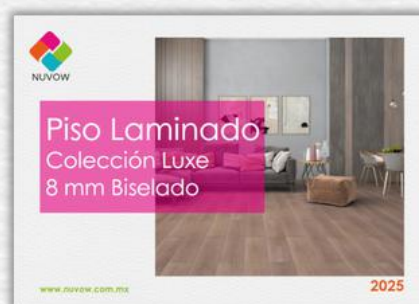 NUVOW
Piso Laminado
Colección Luxe
8 mm Biselado
www.nuvow.com.mx
2025